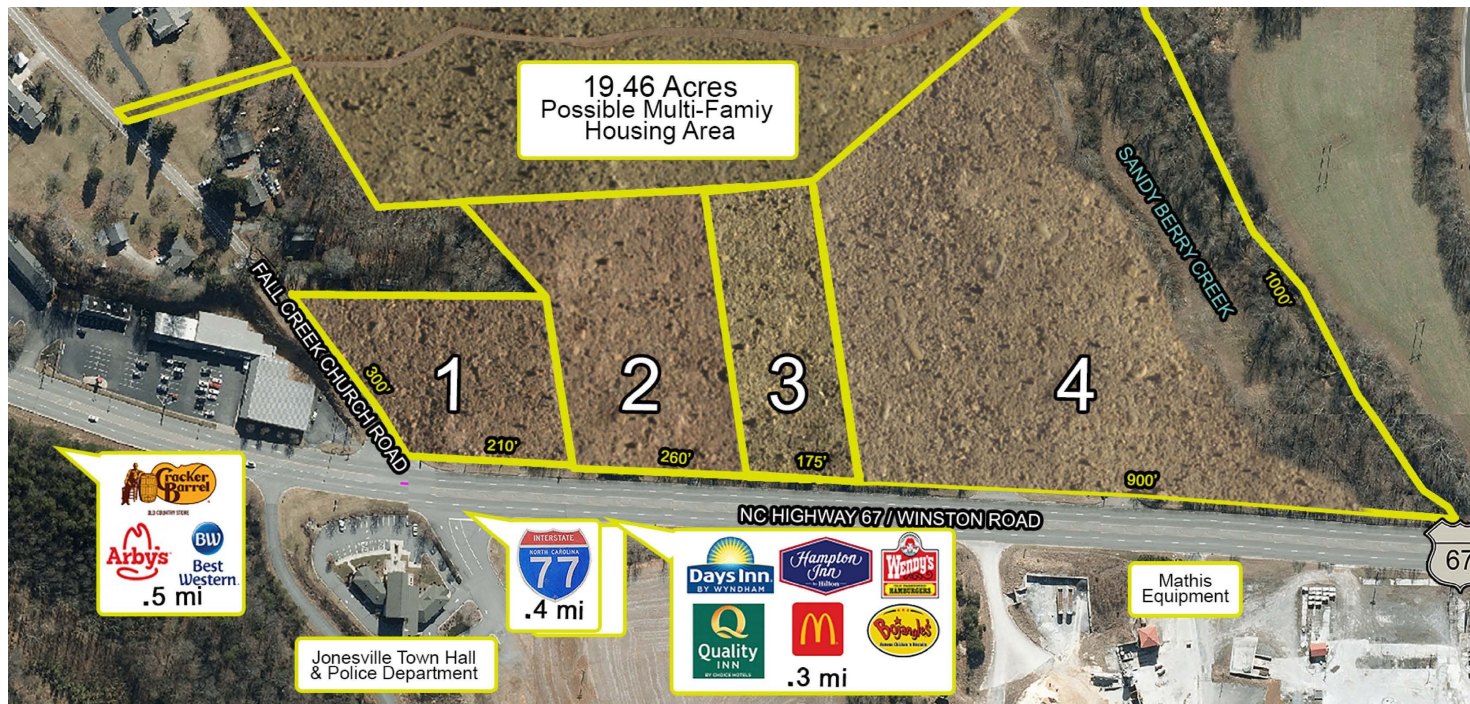 19.46 Acres
Possible Multi-Famiy
Housing Area
SANDY BERRY CREEK
1000'
FALL CREEK CHURCH ROAD
300'
1
2
3
4
210'
260'
175'
900'
NC HIGHWAY 67 / WINSTON ROAD
67
Cracker
Barrel
OLD COUNTRY STORE
Arby's
BW
Best
Western.
.5 mi
INTERSTATE
NORTH CAROLINA
77
.4 mi
Days Inn
BY WYNDHAM
Hampton
Inn
by Hilton
Wendy's
OLD FASHIONED
HAMBURGERS
Q
Quality
INN
BY CHOICE HOTELS
M
Bojangles'
Famous Chicken 'n Biscuits
.3 mi
Mathis
Equipment
Jonesville Town Hall
& Police Department